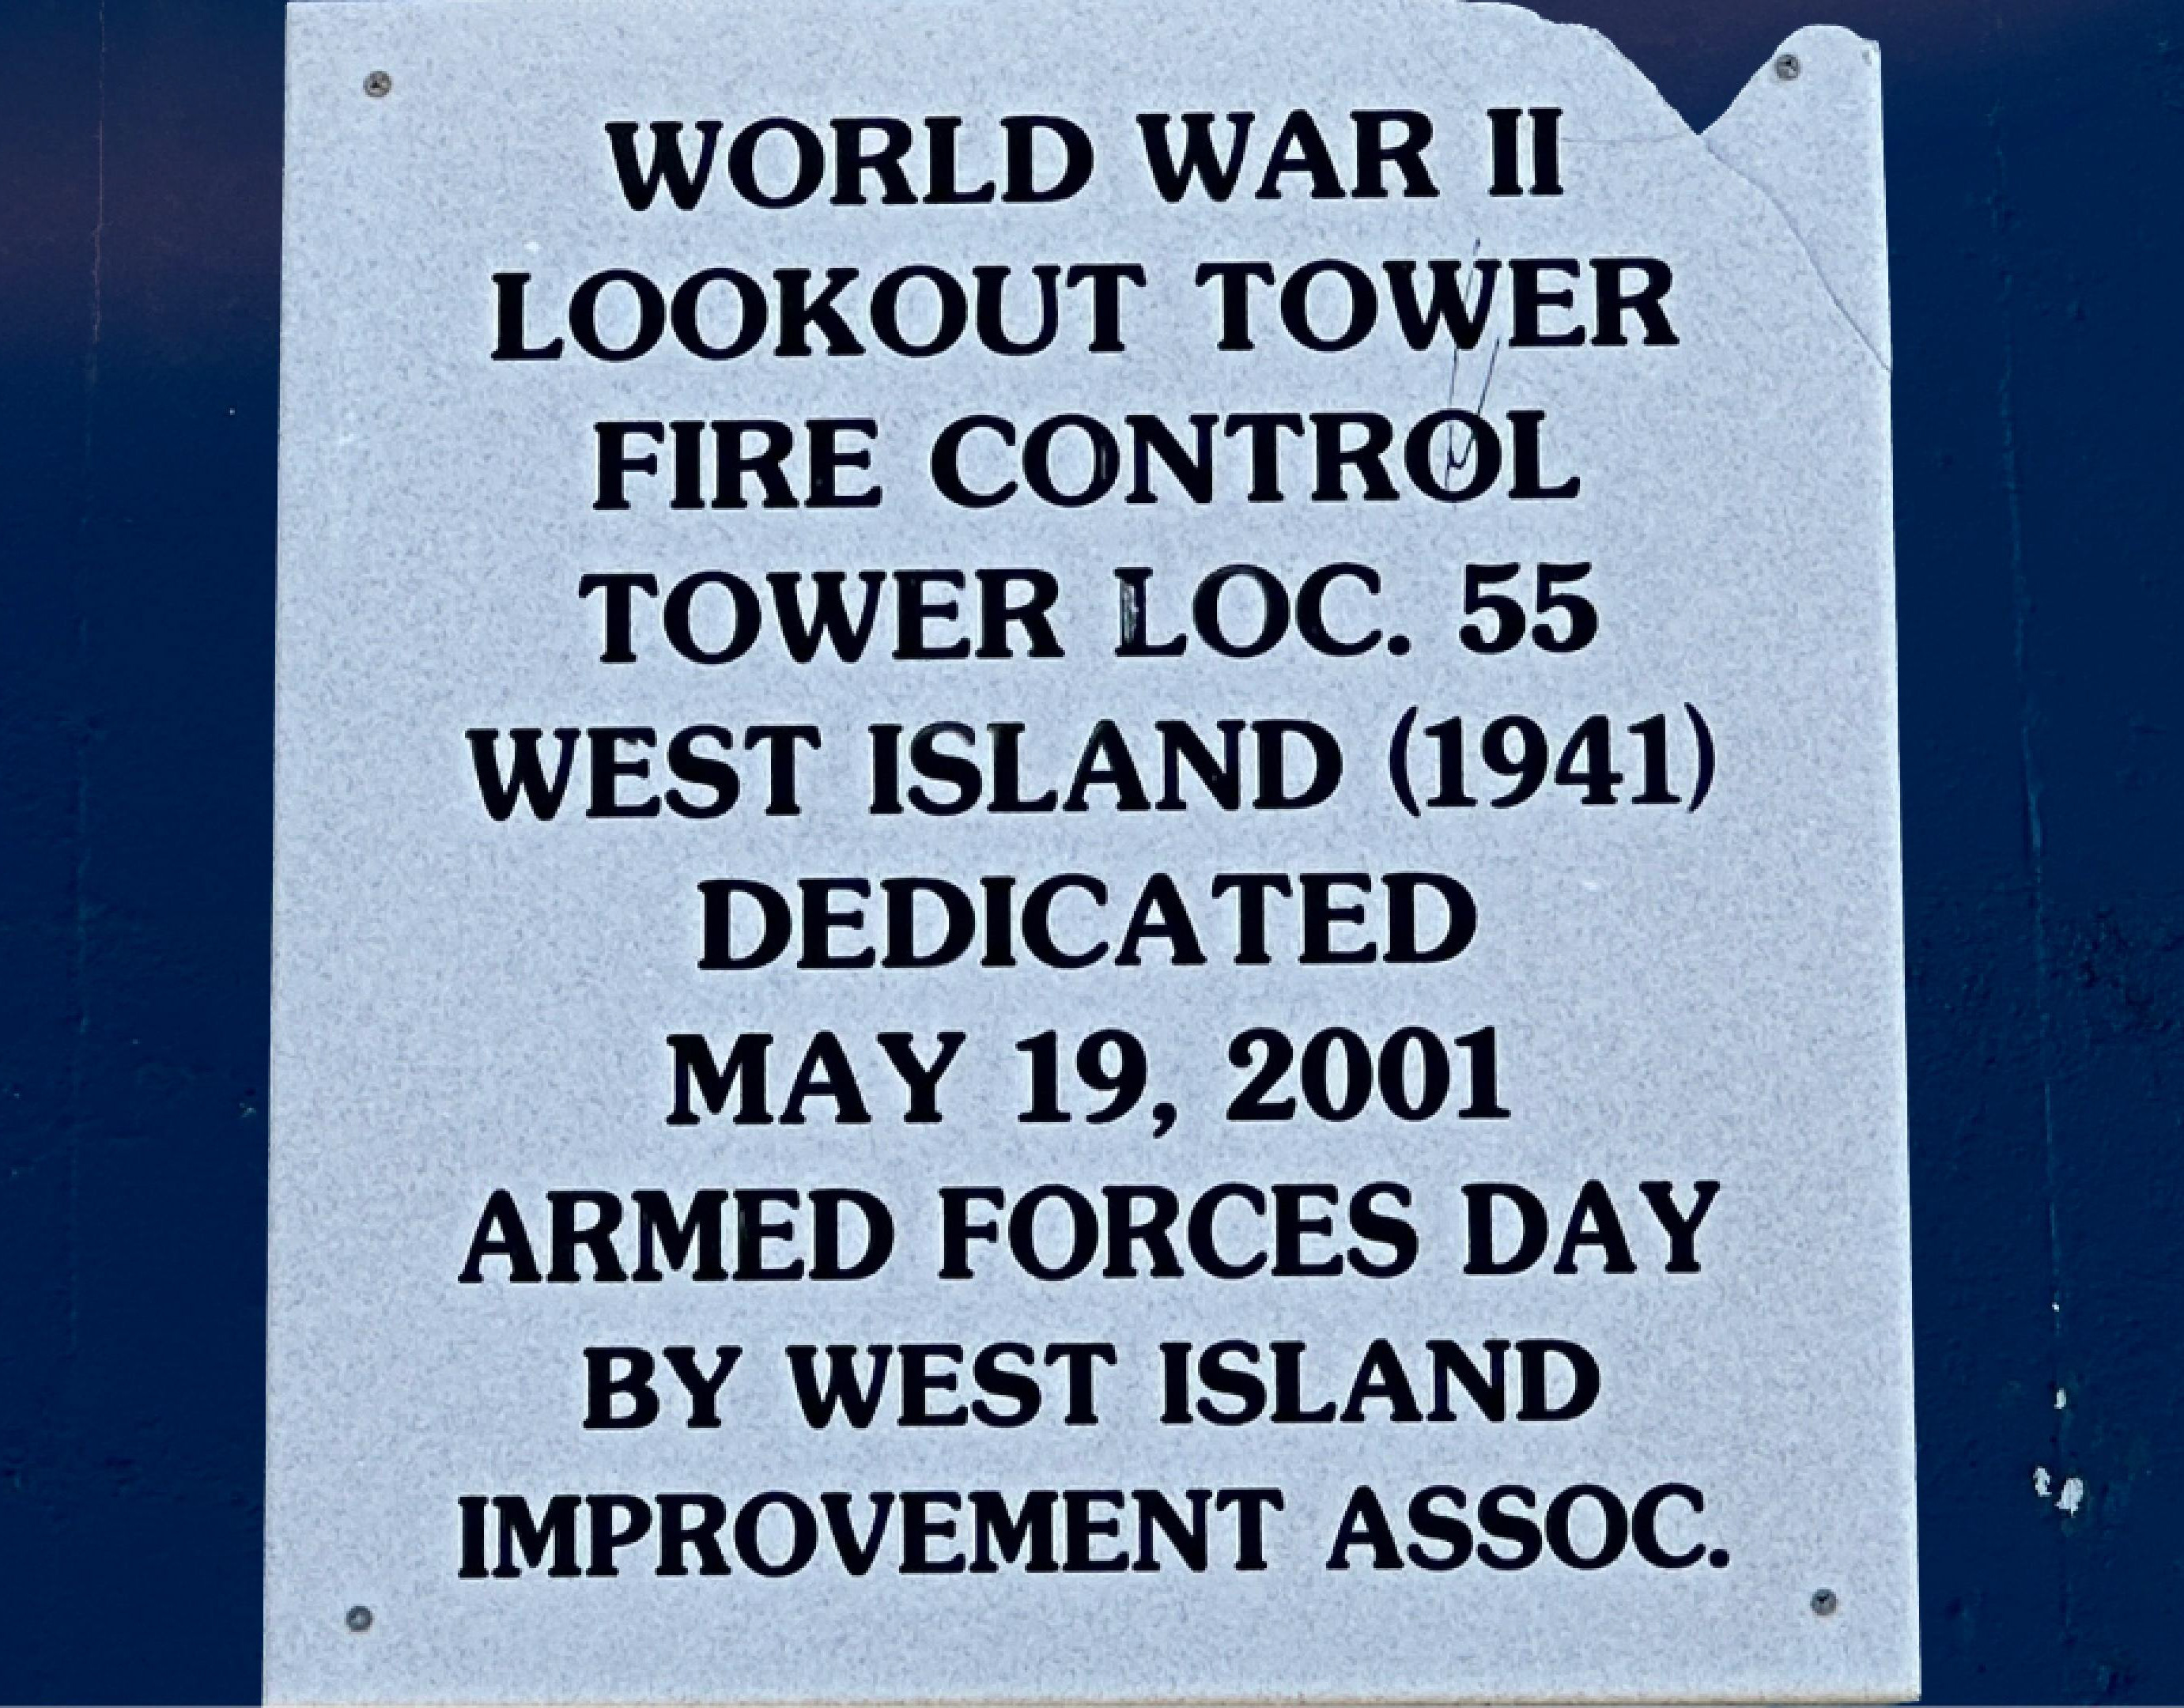 WORLD WAR II
LOOKOUT TOWER
FIRE CONTROL
TOWER LOC. 55
WEST ISLAND (1941)
DEDICATED
MAY 19, 2001
ARMED FORCES DAY
BY WEST ISLAND
IMPROVEMENT ASSOC.